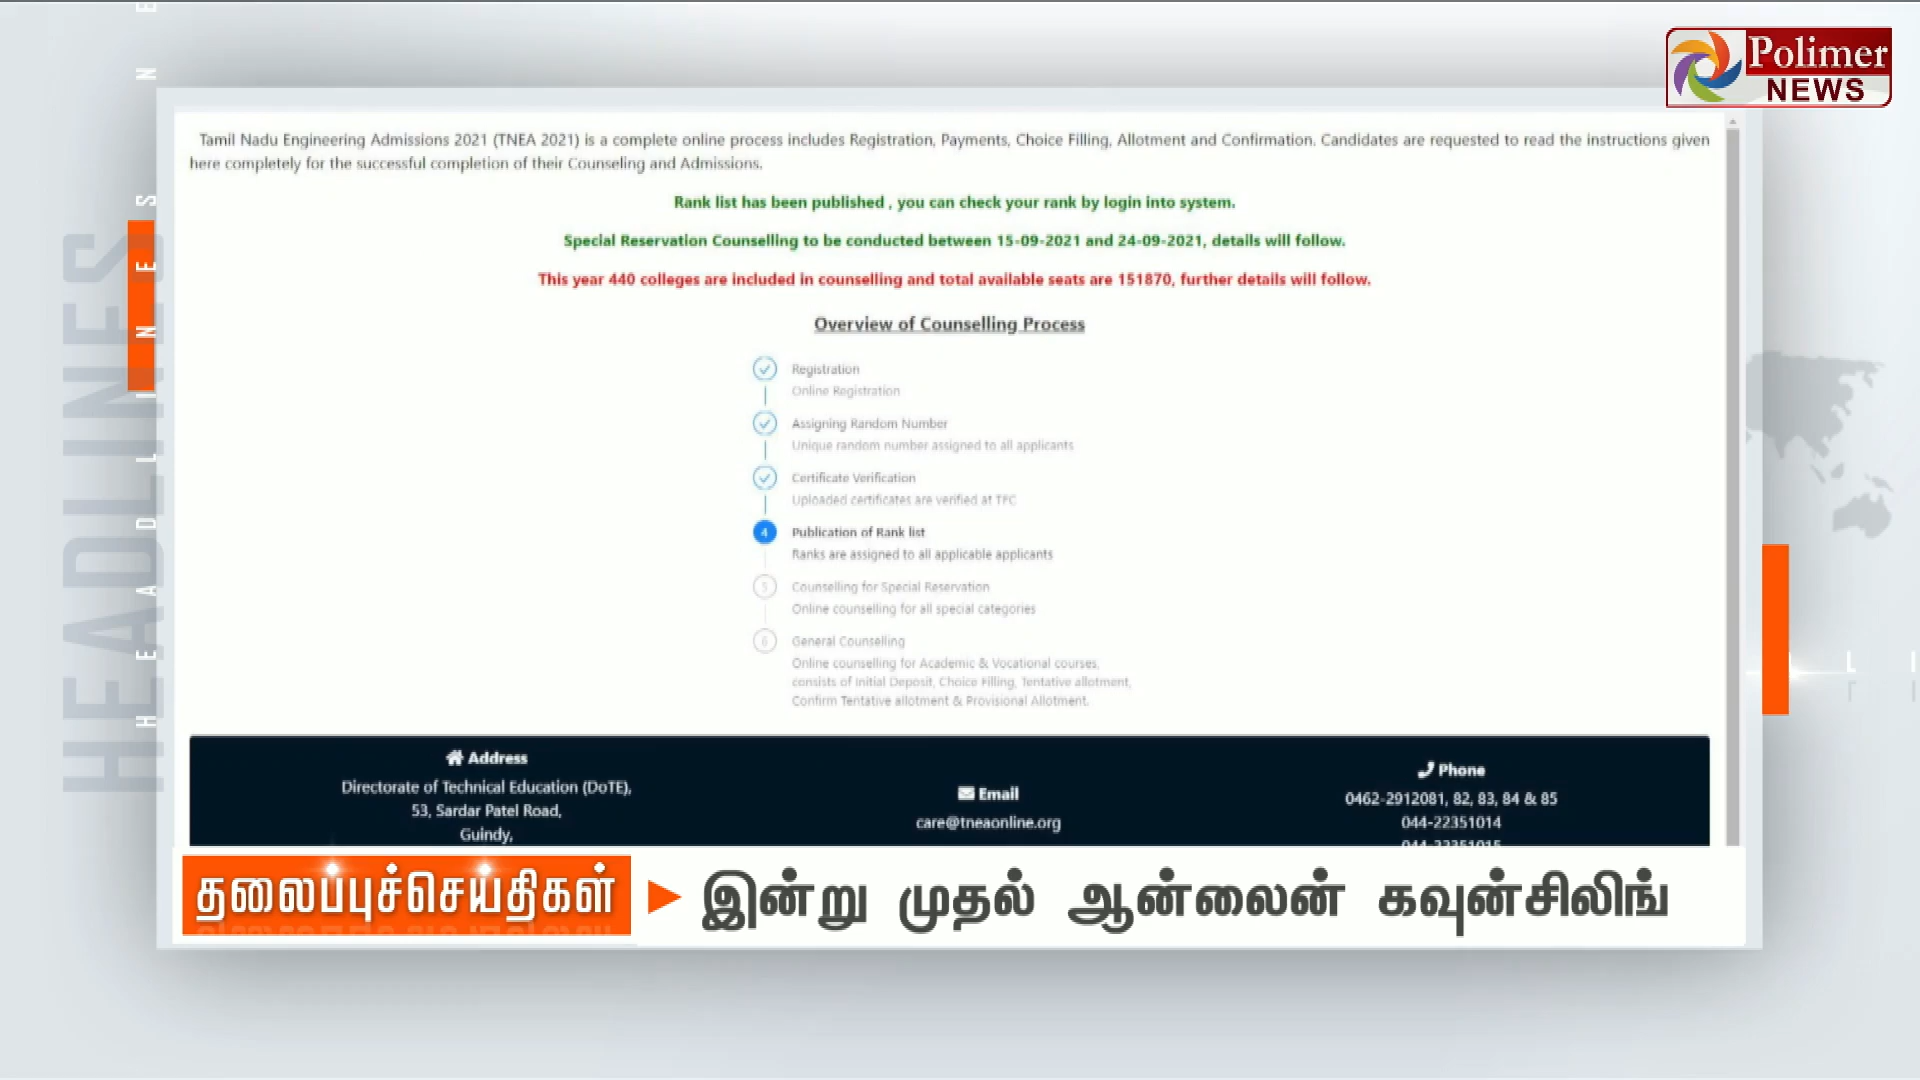 Polimer
NEWS
HEADLINES
HEADLINES
Tamil Nadu Engineering Admissions 2021 (TNEA 2021) is a complete online process includes Registration, Payments, Choice Filling, Allotment and Confirmation. Candidates are requested to read the instructions given
here completely for the successful completion of their Counseling and Admissions.
Rank list has been published , you can check your rank by login into system.
Special Reservation Counselling to be conducted between 15-09-2021 and 24-09-2021, details will follow.
This year 440 colleges are included in counselling and total available seats are 151870, further details will follow.
Overview of Counselling Process
Registration
Online Registration
Assigning Random Number
Unique random number assigned to all applicants
Certificate Verification
Uploaded certificates are verified at TFC
4 Publication of Rank list
Ranks are assigned to all applicable applicants
5 Counselling for Special Reservation
Online counselling for all special categories
6 General Counselling
Online counselling for Academic & Vocational courses,
consists of Initial Deposit, Choice Filling, Tentative allotment,
Confirm Tentative allotment & Provisional Allotment.
Address
Directorate of Technical Education (DoTE),
53, Sardar Patel Road,
Guindy,
Email
care@tneaonline.org
Phone
0462-2912081, 82, 83, 84 & 85
044-22351014
044-22351015
தலைப்புச்செய்திகள்
இன்று முதல் ஆன்லைன் கவுன்சிலிங்